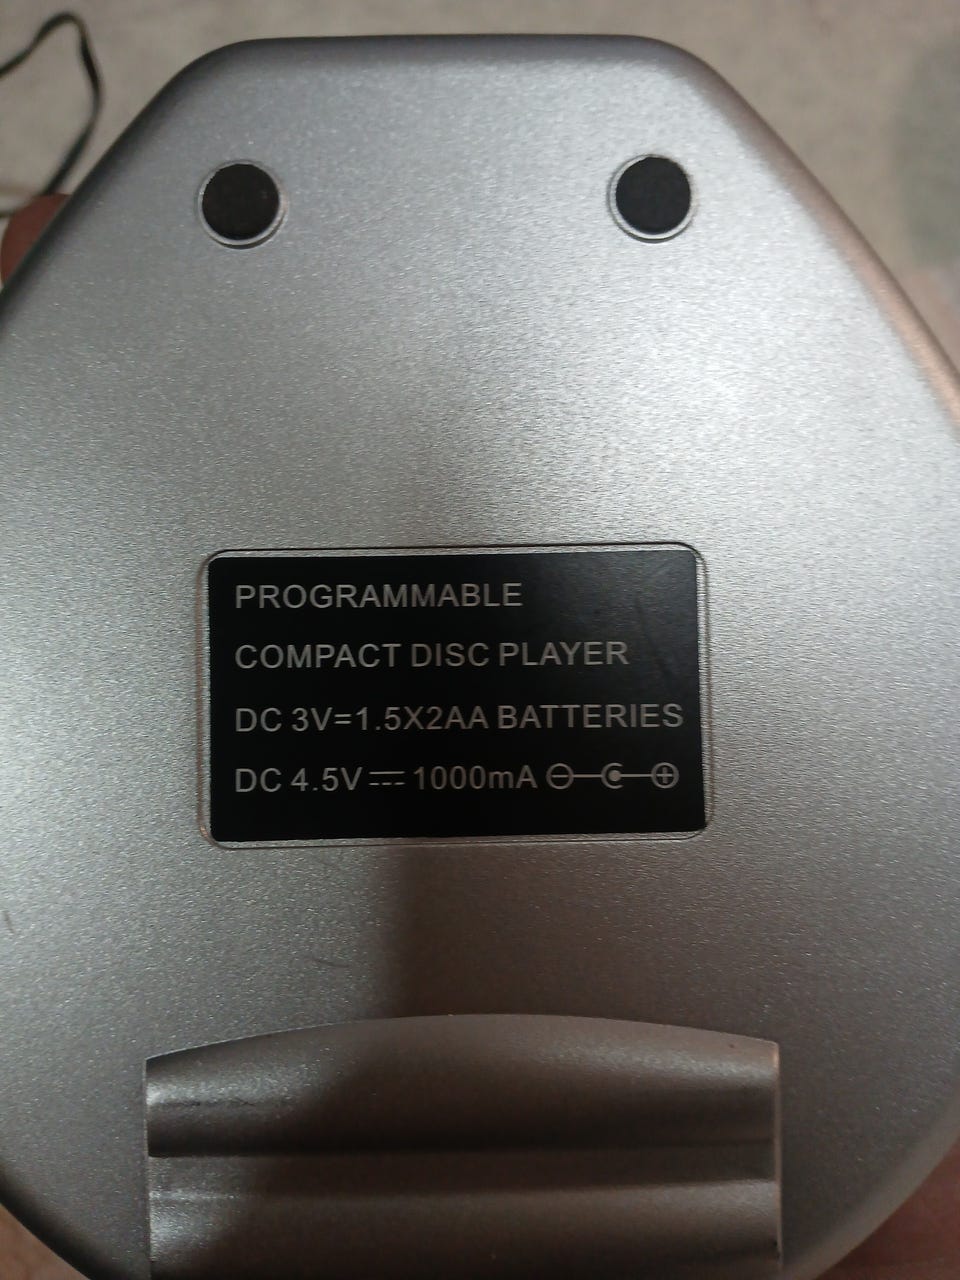 PROGRAMMABLE
COMPACT DISC PLAYER
DC 3V=1.5X2AA BATTERIES
DC 4.5V ⎓ 1000mA ⊖—C—⊕